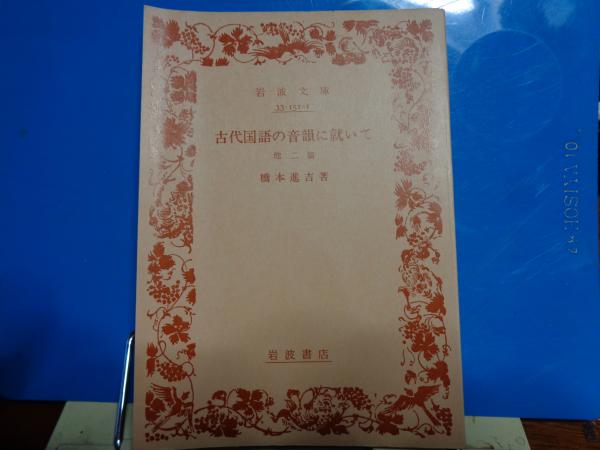 岩波文庫
33-151-1
古代国語の音韻に就いて
他二篇
橋本進吉著
岩波書店